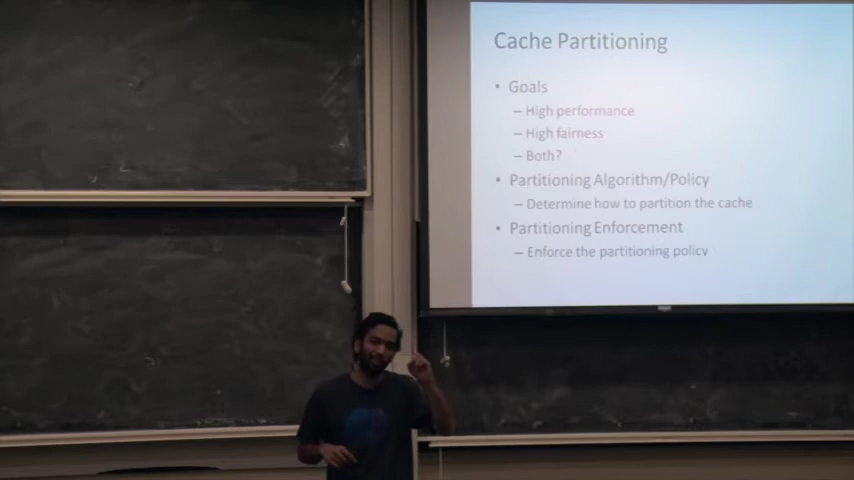 Cache Partitioning
• Goals
– High performance
– High fairness
– Both?
• Partitioning Algorithm/Policy
– Determine how to partition the cache
• Partitioning Enforcement
– Enforce the partitioning policy